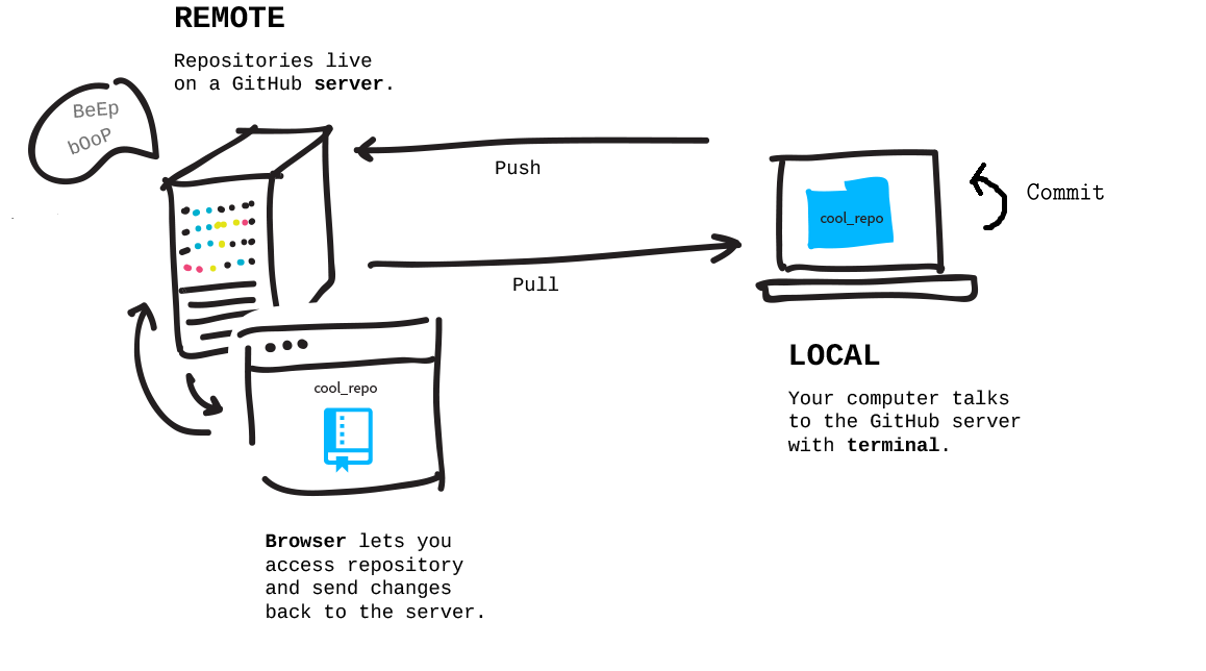 REMOTE
Repositories live
on a GitHub server.
BeEp
bOoP
Push
Pull
cool_repo
Commit
LOCAL
Your computer talks
to the GitHub server
with terminal.
cool_repo
Browser lets you
access repository
and send changes
back to the server.